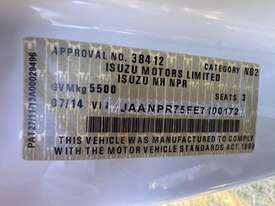 APPROVAL No. 38412
CATEGORY NB2
ISUZU MOTORS LIMITED
ISUZU NH NPR
GVMkg 5500
SEATS 3
07/14 VIN JAANPR75FE7100172
THIS VEHICLE WAS MANUFACTURED TO COMPLY WITH
THE MOTOR VEHICLE STANDARDS ACT 1989